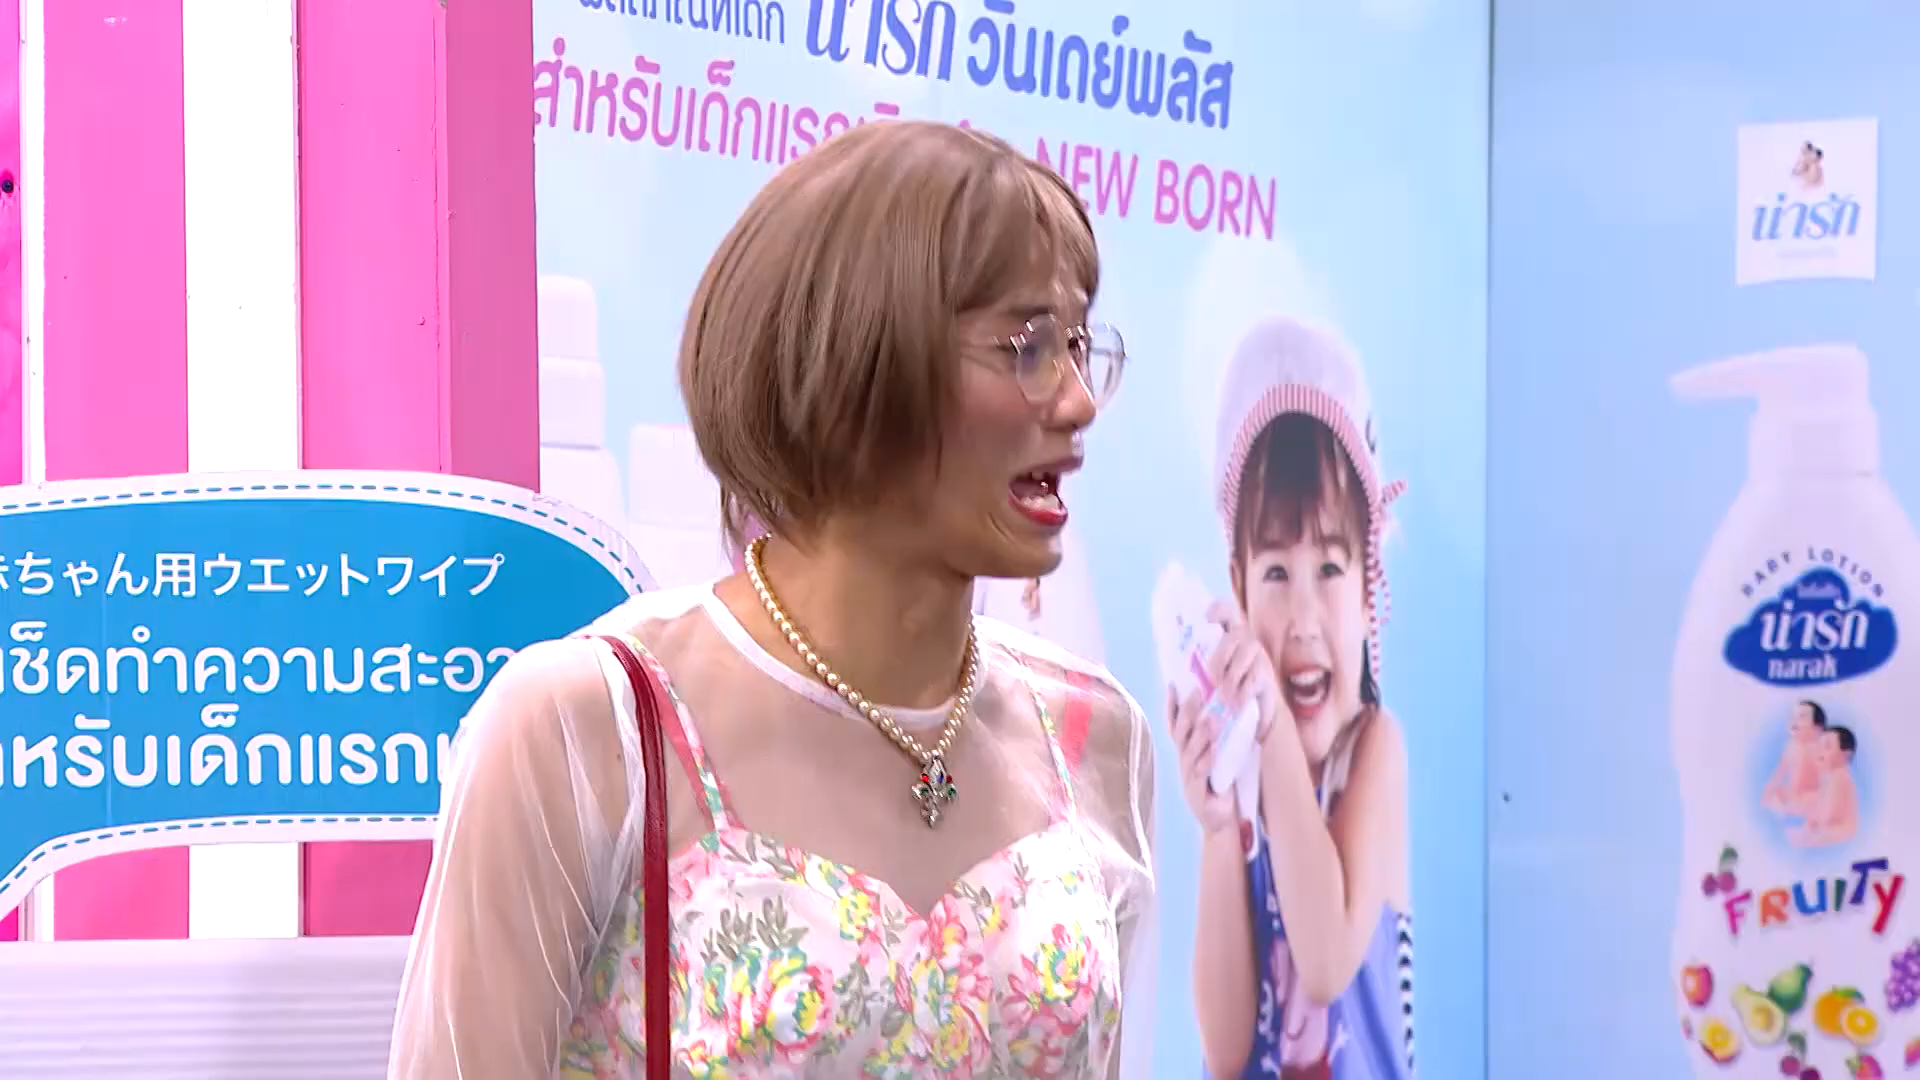 น่ารัก วันเดย์พลัส
NEW BORN
น่ารัก
ちゃん用ウエットワイプ
เช็ดทำความสะอา
หรับเด็กแรก
สำหรับเด็กแรก
BABY LOTION
น่ารัก
narak
FRUITY